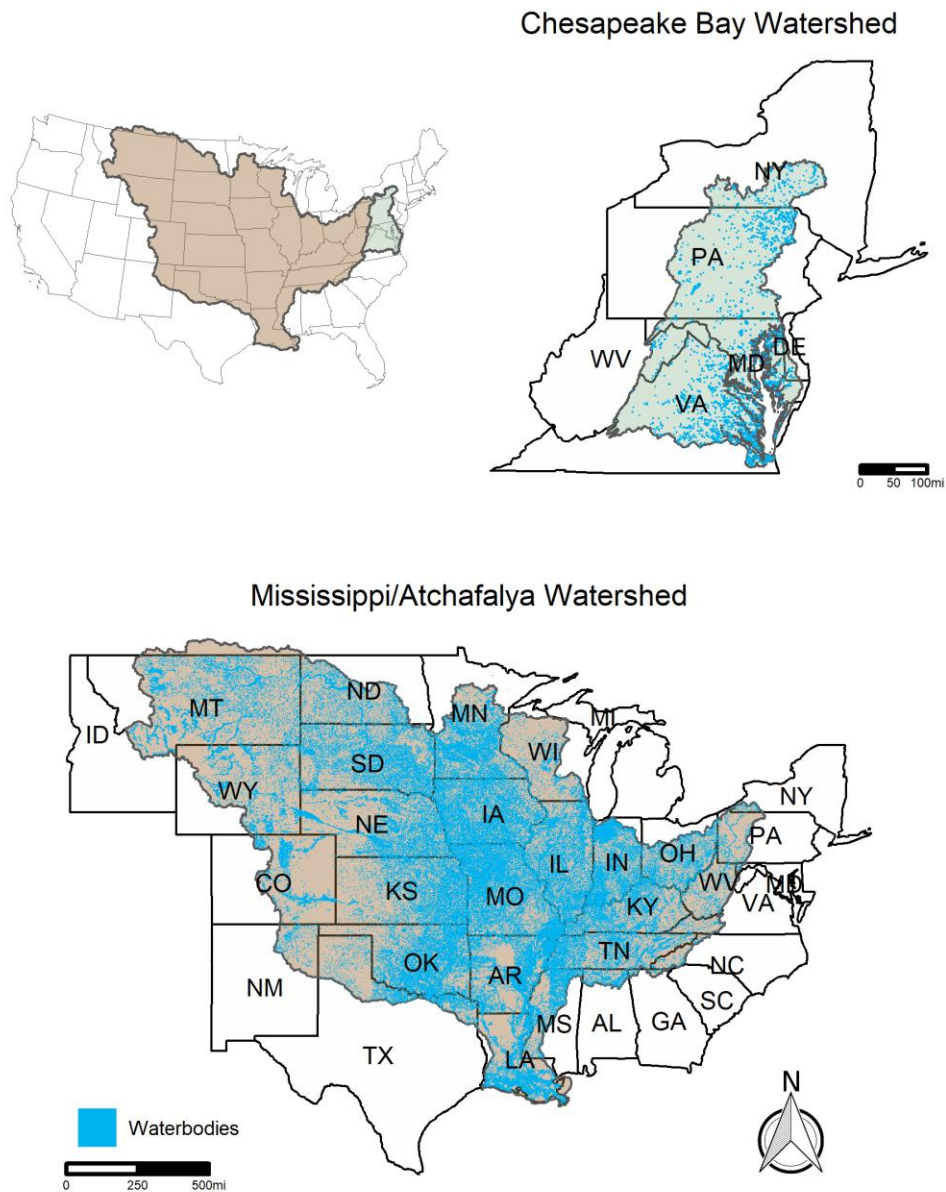 Chesapeake Bay Watershed
NY
PA
WV
MD
DE
VA
0 50 100mi
Mississippi/Atchafalya Watershed
ID
MT
ND
MN
MI
WI
SD
WY
NE
IA
NY
PA
OH
IL
IN
CO
KS
MO
WV
MD
DE
VA
KY
TN
NC
OK
AR
NM
SC
MS
AL
GA
TX
LA
N
Waterbodies
0 250 500mi